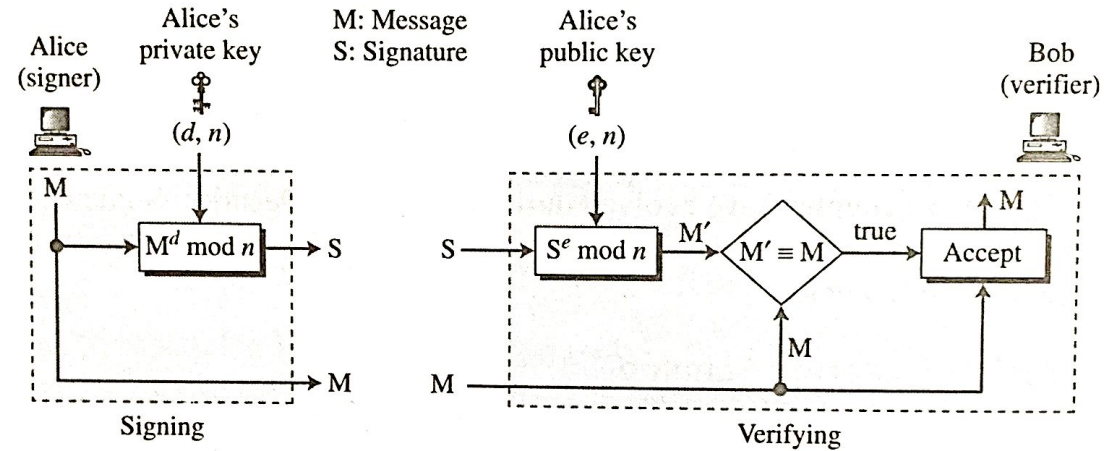 Alice
(signer)
Alice's
private key
(d, n)
M: Message
S: Signature
Alice's
public key
(e, n)
Bob
(verifier)
M
M^d mod n
S
M
Signing
S
S^e mod n
M′
M′ ≡ M
true
Accept
M
M
M
Verifying